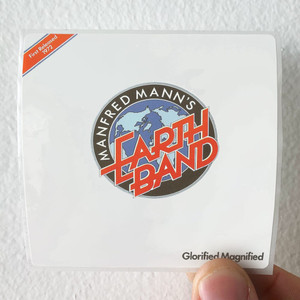 First Released
1972
MANFRED MANN'S
EARTH
BAND
Glorified Magnified